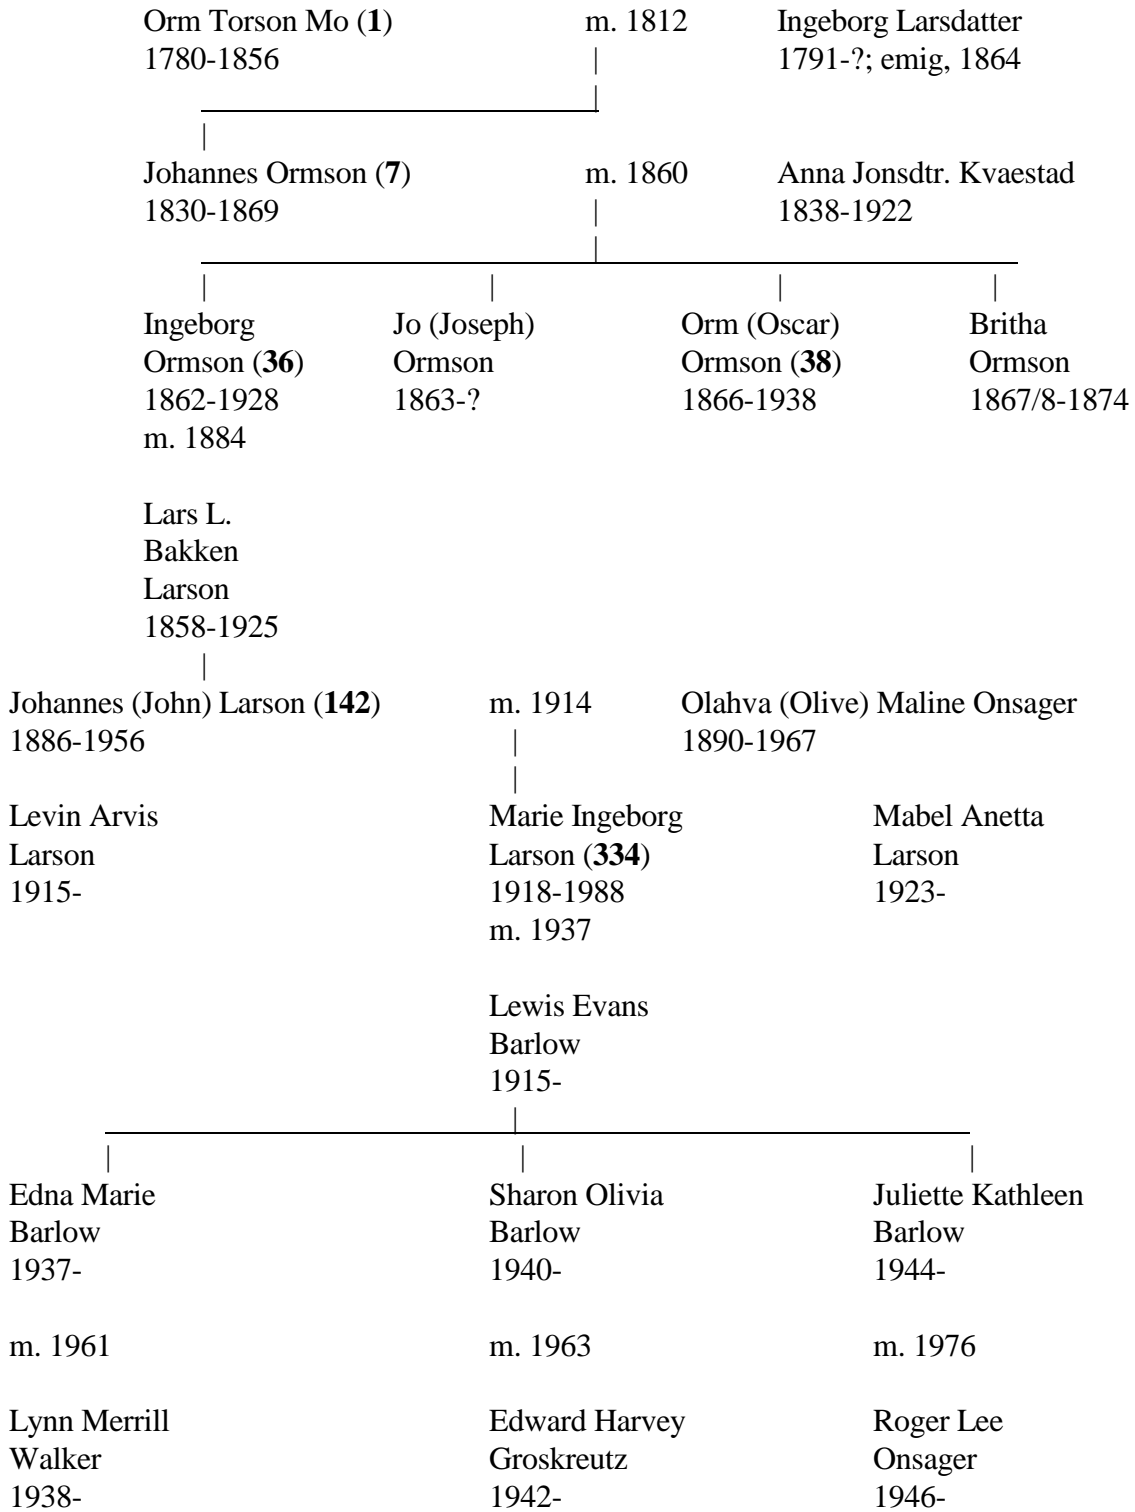 Orm Torson Mo (1) m. 1812 Ingeborg Larsdatter
1780-1856 1791-?; emig, 1864
Johannes Ormson (7) m. 1860 Anna Jonsdtr. Kvaestad
1830-1869 1838-1922
Ingeborg Jo (Joseph) Orm (Oscar) Britha
Ormson (36) Ormson Ormson (38) Ormson
1862-1928 1863-? 1866-1938 1867/8-1874
m. 1884
Lars L.
Bakken
Larson
1858-1925
Johannes (John) Larson (142) m. 1914 Olahva (Olive) Maline Onsager
1886-1956 1890-1967
Levin Arvis Marie Ingeborg Mabel Anetta
Larson Larson (334) Larson
1915- 1918-1988 1923-
m. 1937
Lewis Evans
Barlow
1915-
Edna Marie Sharon Olivia Juliette Kathleen
Barlow Barlow Barlow
1937- 1940- 1944-
m. 1961 m. 1963 m. 1976
Lynn Merrill Edward Harvey Roger Lee
Walker Groskreutz Onsager
1938- 1942- 1946-